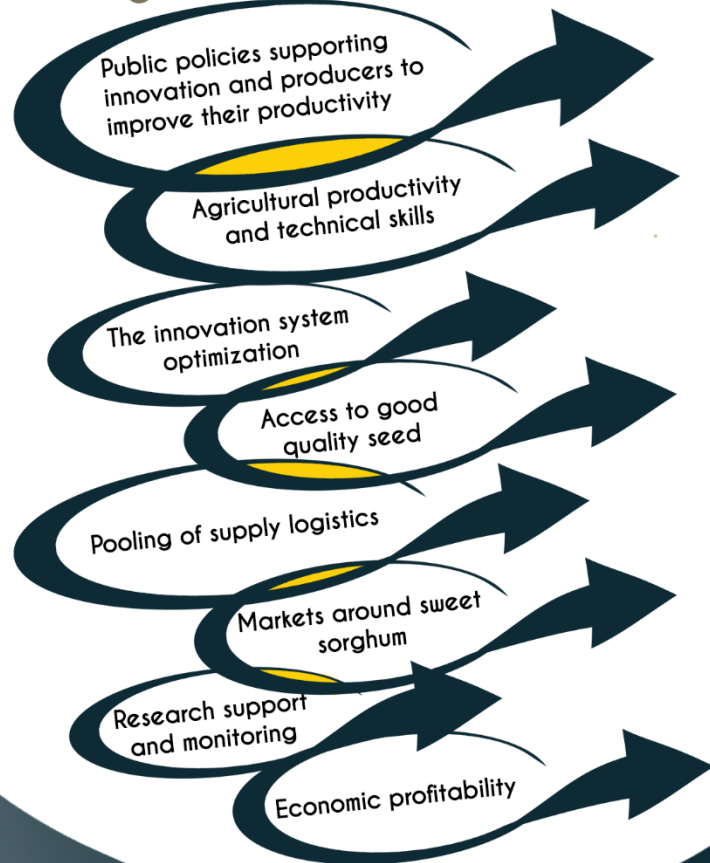 Public policies supporting
innovation and producers to
improve their productivity
Agricultural productivity
and technical skills
The innovation system
optimization
Access to good
quality seed
Pooling of supply logistics
Markets around sweet
sorghum
Research support
and monitoring
Economic profitability